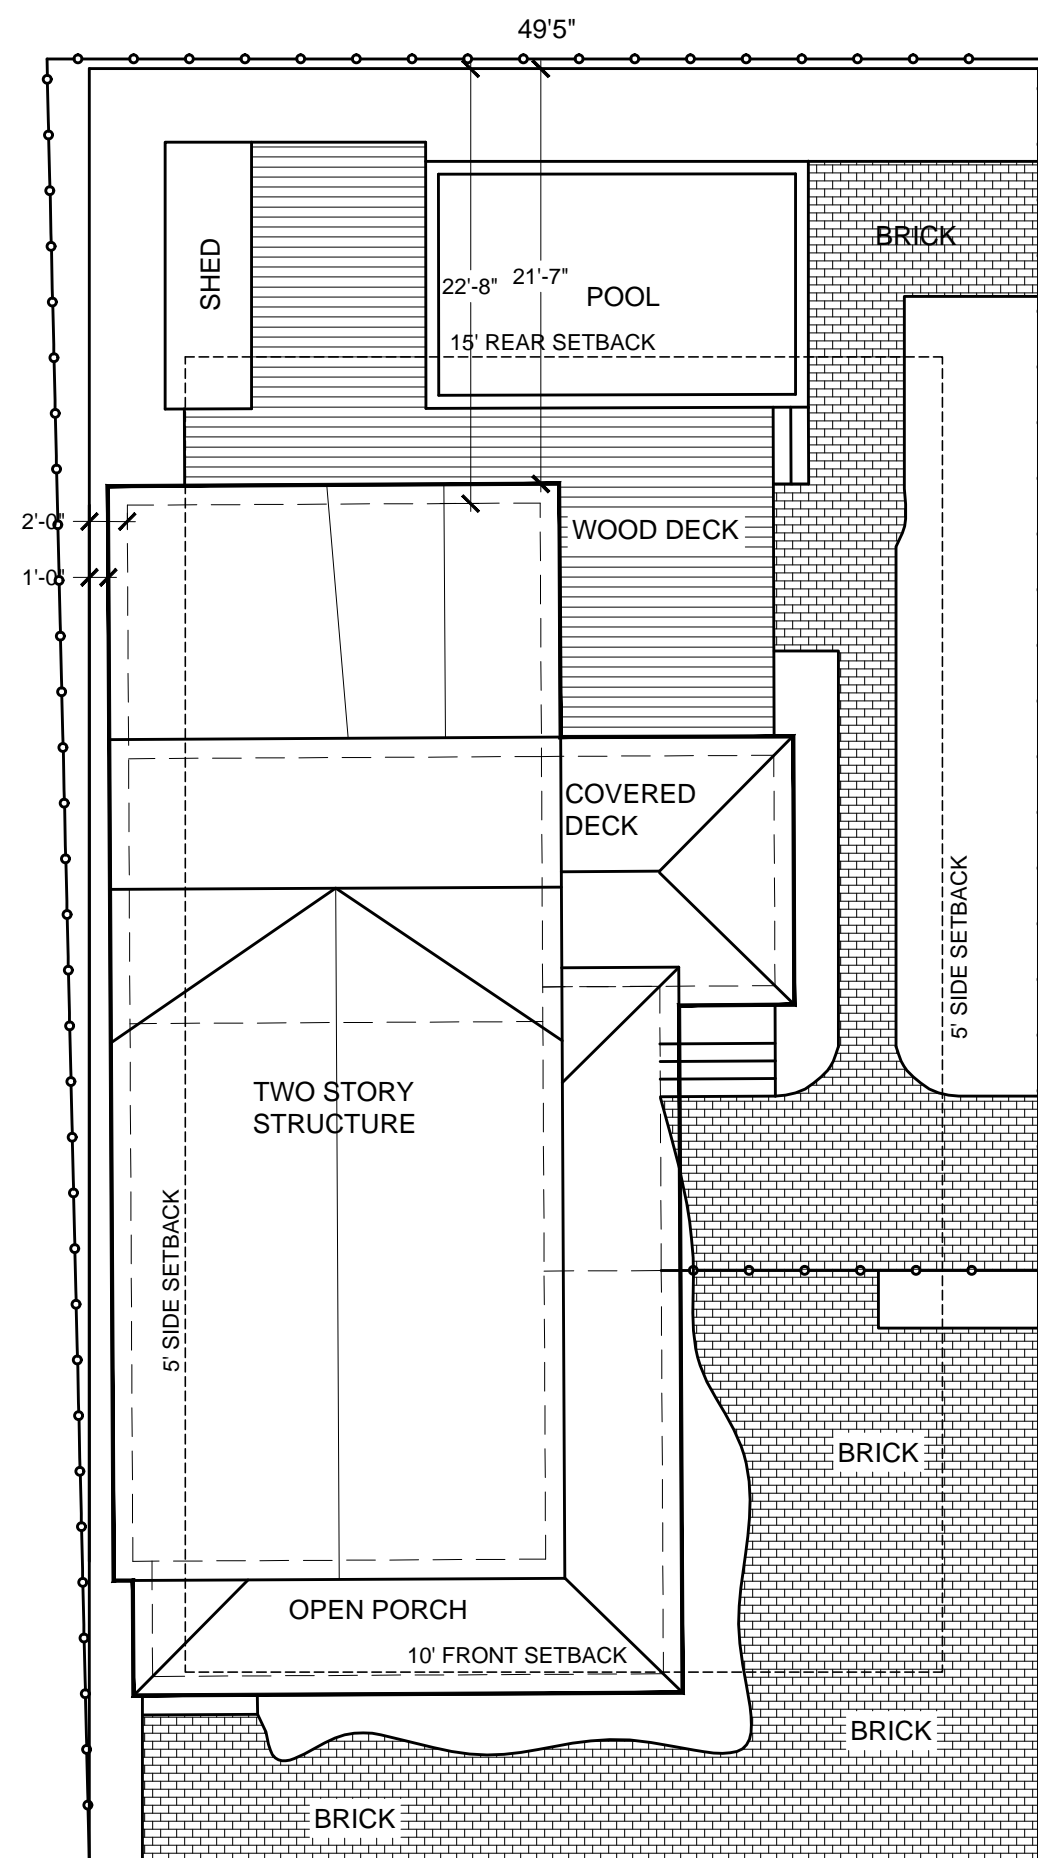 49'5"
BRICK
SHED
22'-8"
21'-7"
POOL
15' REAR SETBACK
2'-0"
WOOD DECK
1'-0"
COVERED
DECK
5' SIDE SETBACK
TWO STORY
STRUCTURE
5' SIDE SETBACK
BRICK
OPEN PORCH
10' FRONT SETBACK
BRICK
BRICK